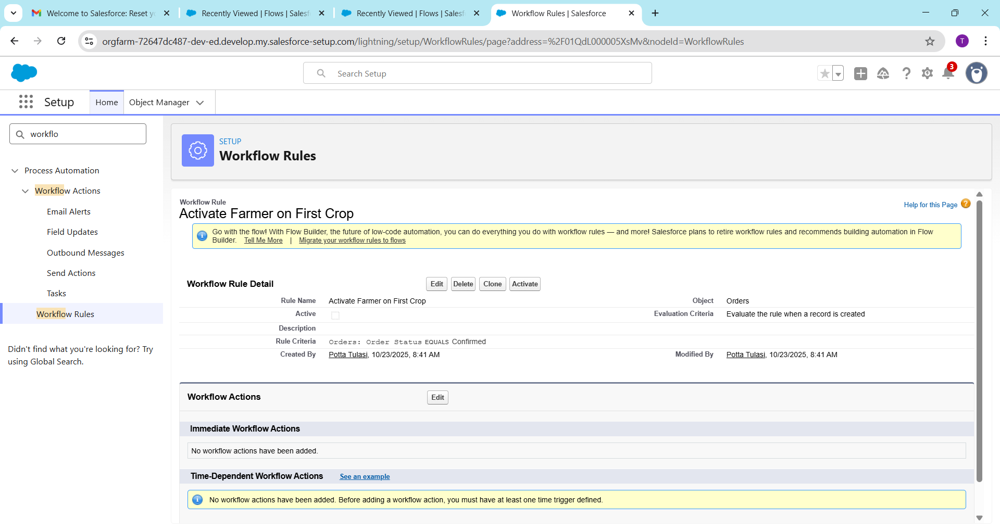 Welcome to Salesforce: Reset yo
Recently Viewed | Flows | Salesf
Recently Viewed | Flows | Salesf
Workflow Rules | Salesforce
orgfarm-72647dc487-dev-ed.develop.my.salesforce-setup.com/lightning/setup/WorkflowRules/page?address=%2F01QdL000005XsMv&nodeId=WorkflowRules
T
Search Setup
3
Setup
Home
Object Manager
workflo
Process Automation
Workflow Actions
Email Alerts
Field Updates
Outbound Messages
Send Actions
Tasks
Workflow Rules
Didn't find what you're looking for? Try
using Global Search.
SETUP
Workflow Rules
Workflow Rule
Activate Farmer on First Crop
Help for this Page ?
Go with the flow! With Flow Builder, the future of low-code automation, you can do everything you do with workflow rules — and more! Salesforce plans to retire workflow rules and recommends building automation in Flow
Builder. Tell Me More | Migrate your workflow rules to flows
Workflow Rule Detail
Edit Delete Clone Activate
Rule Name Activate Farmer on First Crop Object Orders
Active Evaluation Criteria Evaluate the rule when a record is created
Description
Rule Criteria Orders: Order Status EQUALS Confirmed
Created By Potta Tulasi, 10/23/2025, 8:41 AM Modified By Potta Tulasi, 10/23/2025, 8:41 AM
Workflow Actions Edit
Immediate Workflow Actions
No workflow actions have been added.
Time-Dependent Workflow Actions See an example
No workflow actions have been added. Before adding a workflow action, you must have at least one time trigger defined.